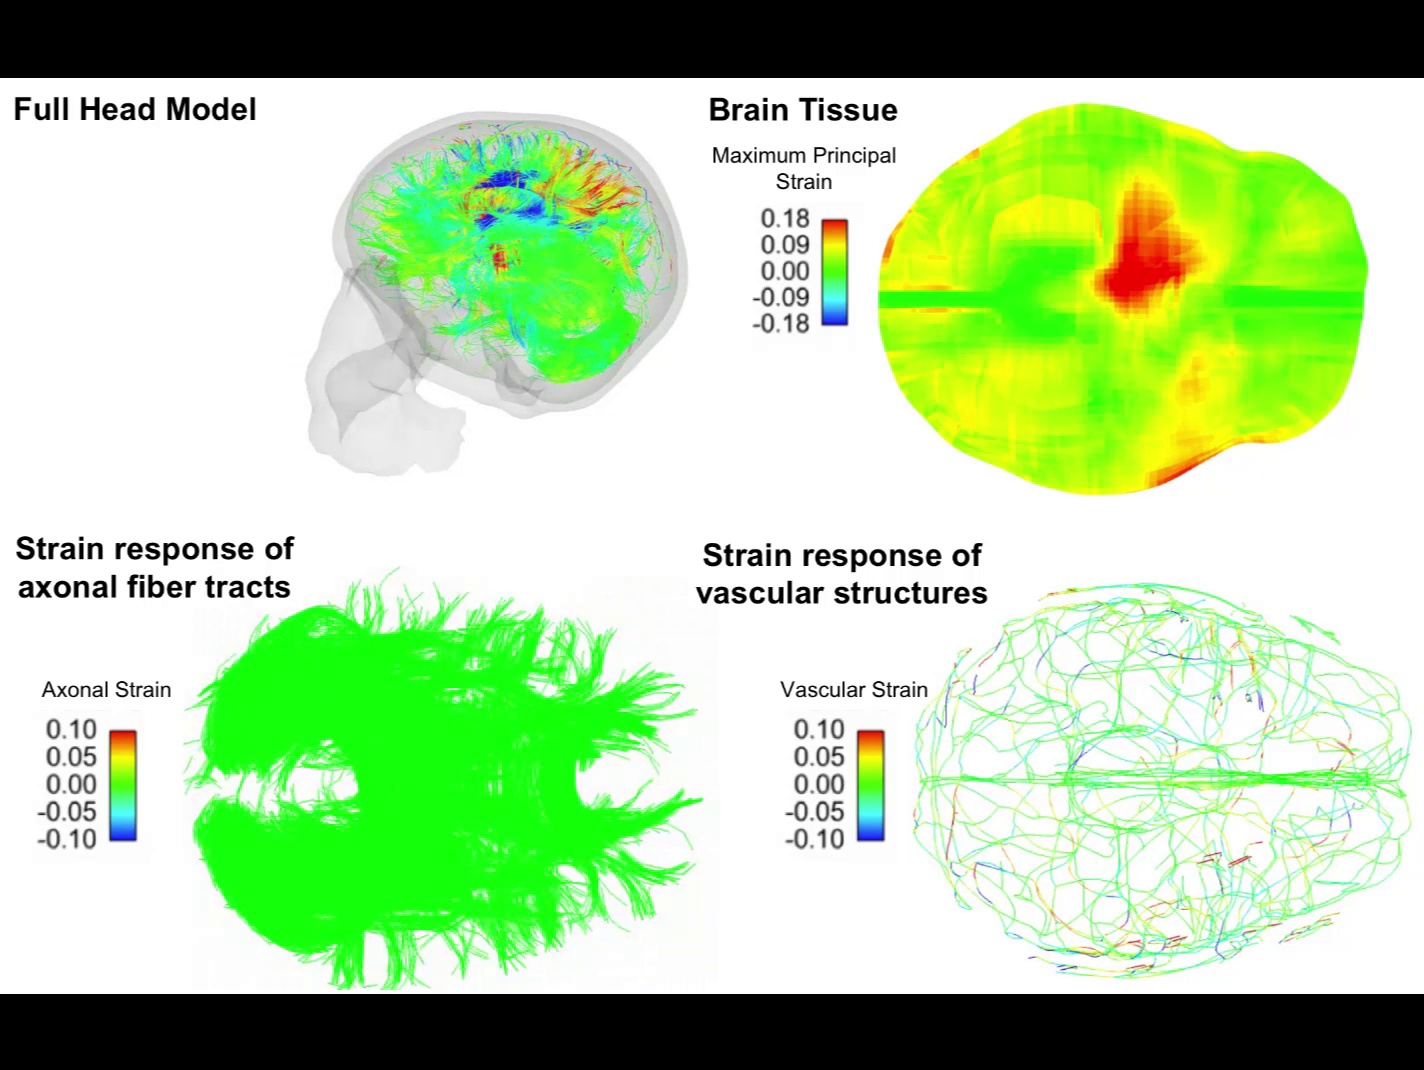 Full Head Model
Brain Tissue
Maximum Principal
Strain
0.18
0.09
0.00
-0.09
-0.18
Strain response of
axonal fiber tracts
Axonal Strain
0.10
0.05
0.00
-0.05
-0.10
Strain response of
vascular structures
Vascular Strain
0.10
0.05
0.00
-0.05
-0.10